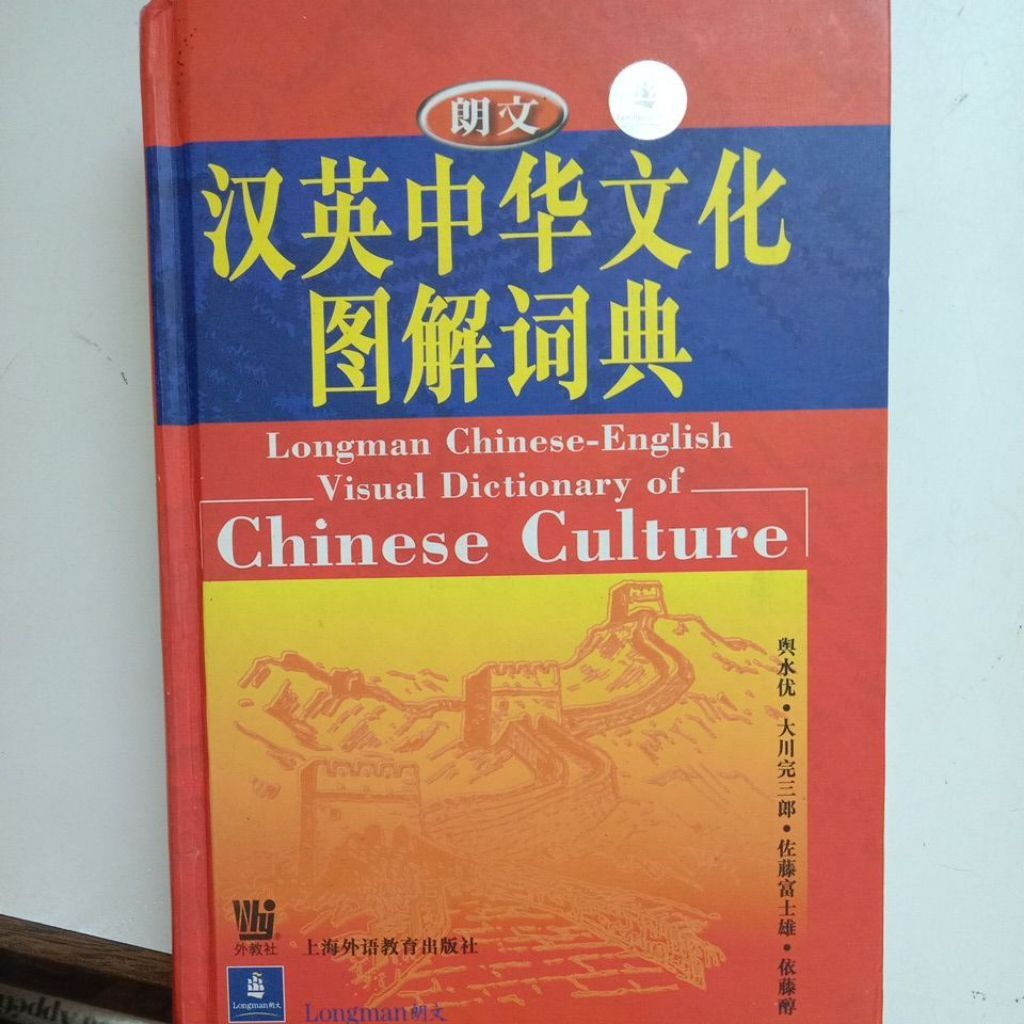 朗文
汉英中华文化
图解词典
Longman Chinese-English
Visual Dictionary of
Chinese Culture
舆水优·大川完三郎·佐藤富士雄·依藤醇
Why
外教社
上海外语教育出版社
Longman朗文
Longman朗文